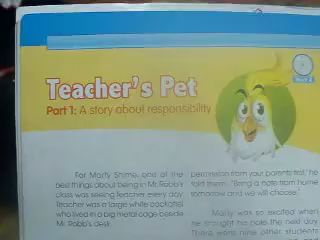 Teacher's Pet
Part 1: A story about responsibility
For Marty Shime, one of the
best things about being in Mr. Robb's
class was seeing Teacher every day.
Teacher was a large white cockatiel
who lived in a big metal cage beside
Mr. Robb's desk.
permission from your parents first," he
told them. "Bring a note from home
tomorrow and we will choose."
Marty was so excited when
he brought his note the next day.
There were nine other students